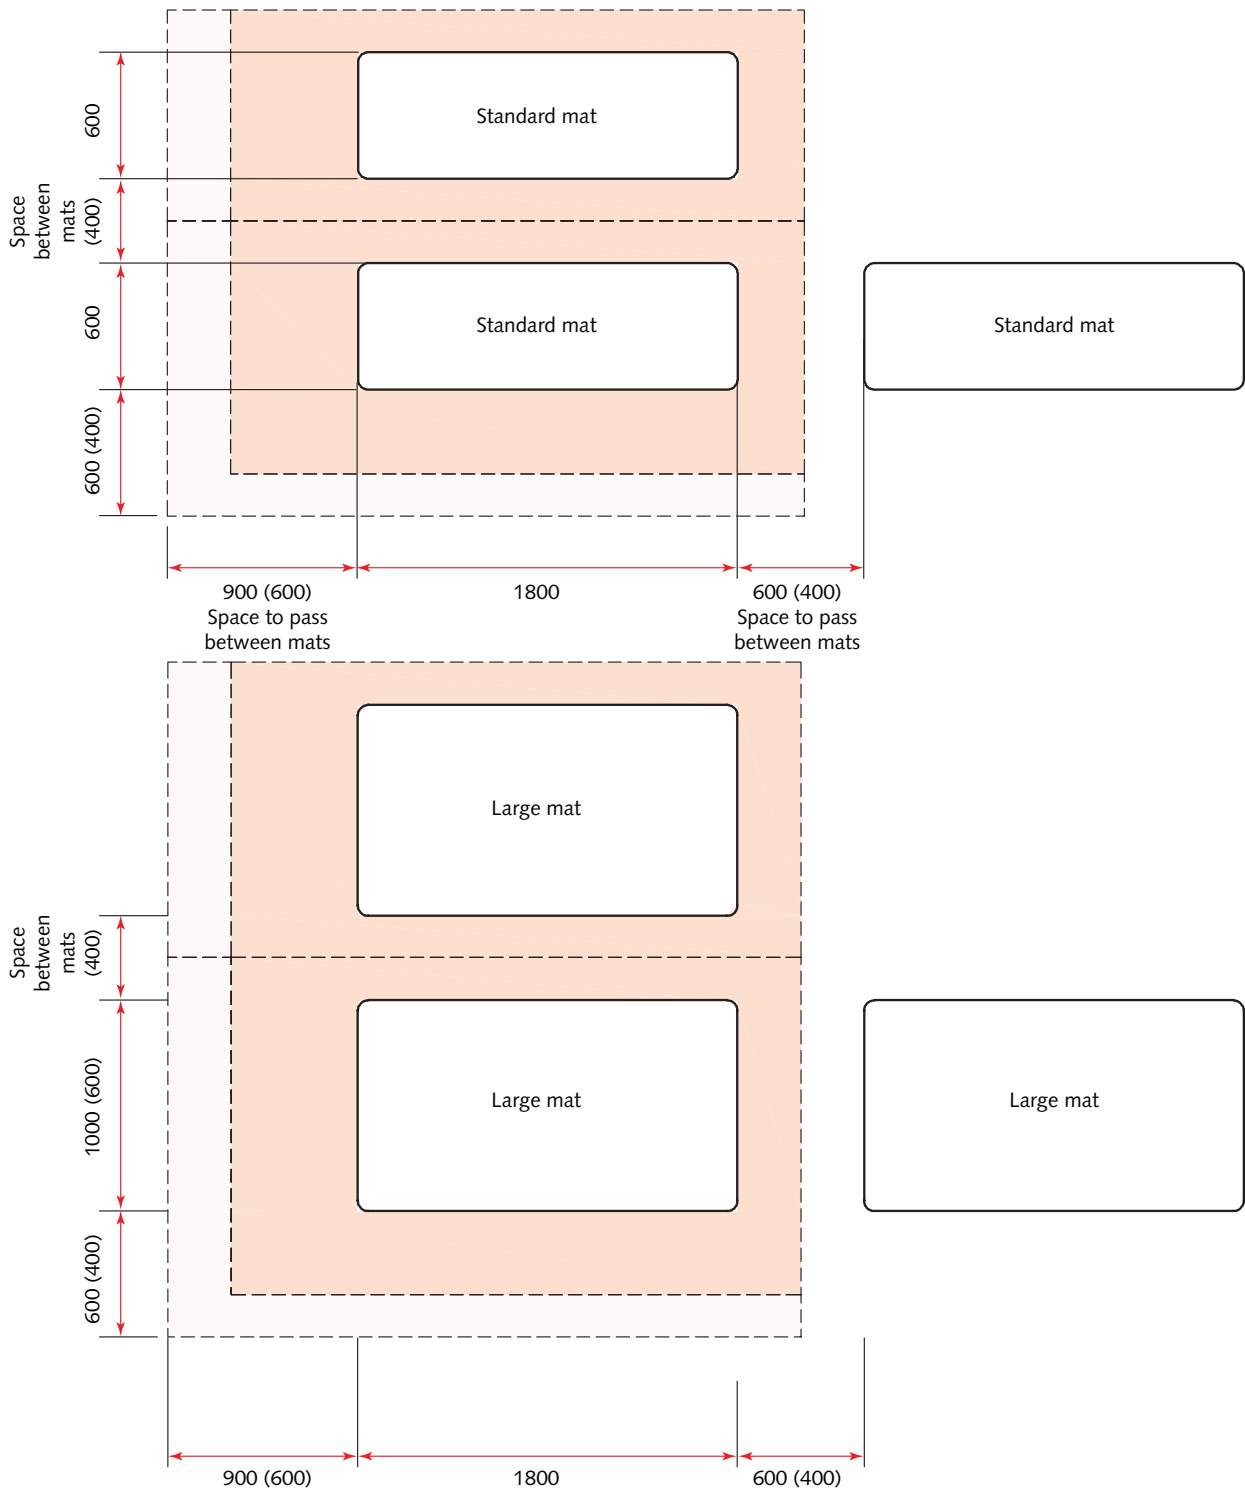 600
Standard mat
Space
between
mats
(400)
600
Standard mat
Standard mat
600 (400)
900 (600)
Space to pass
between mats
1800
600 (400)
Space to pass
between mats
Large mat
Space
between
mats
(400)
1000 (600)
Large mat
Large mat
600 (400)
900 (600)
1800
600 (400)